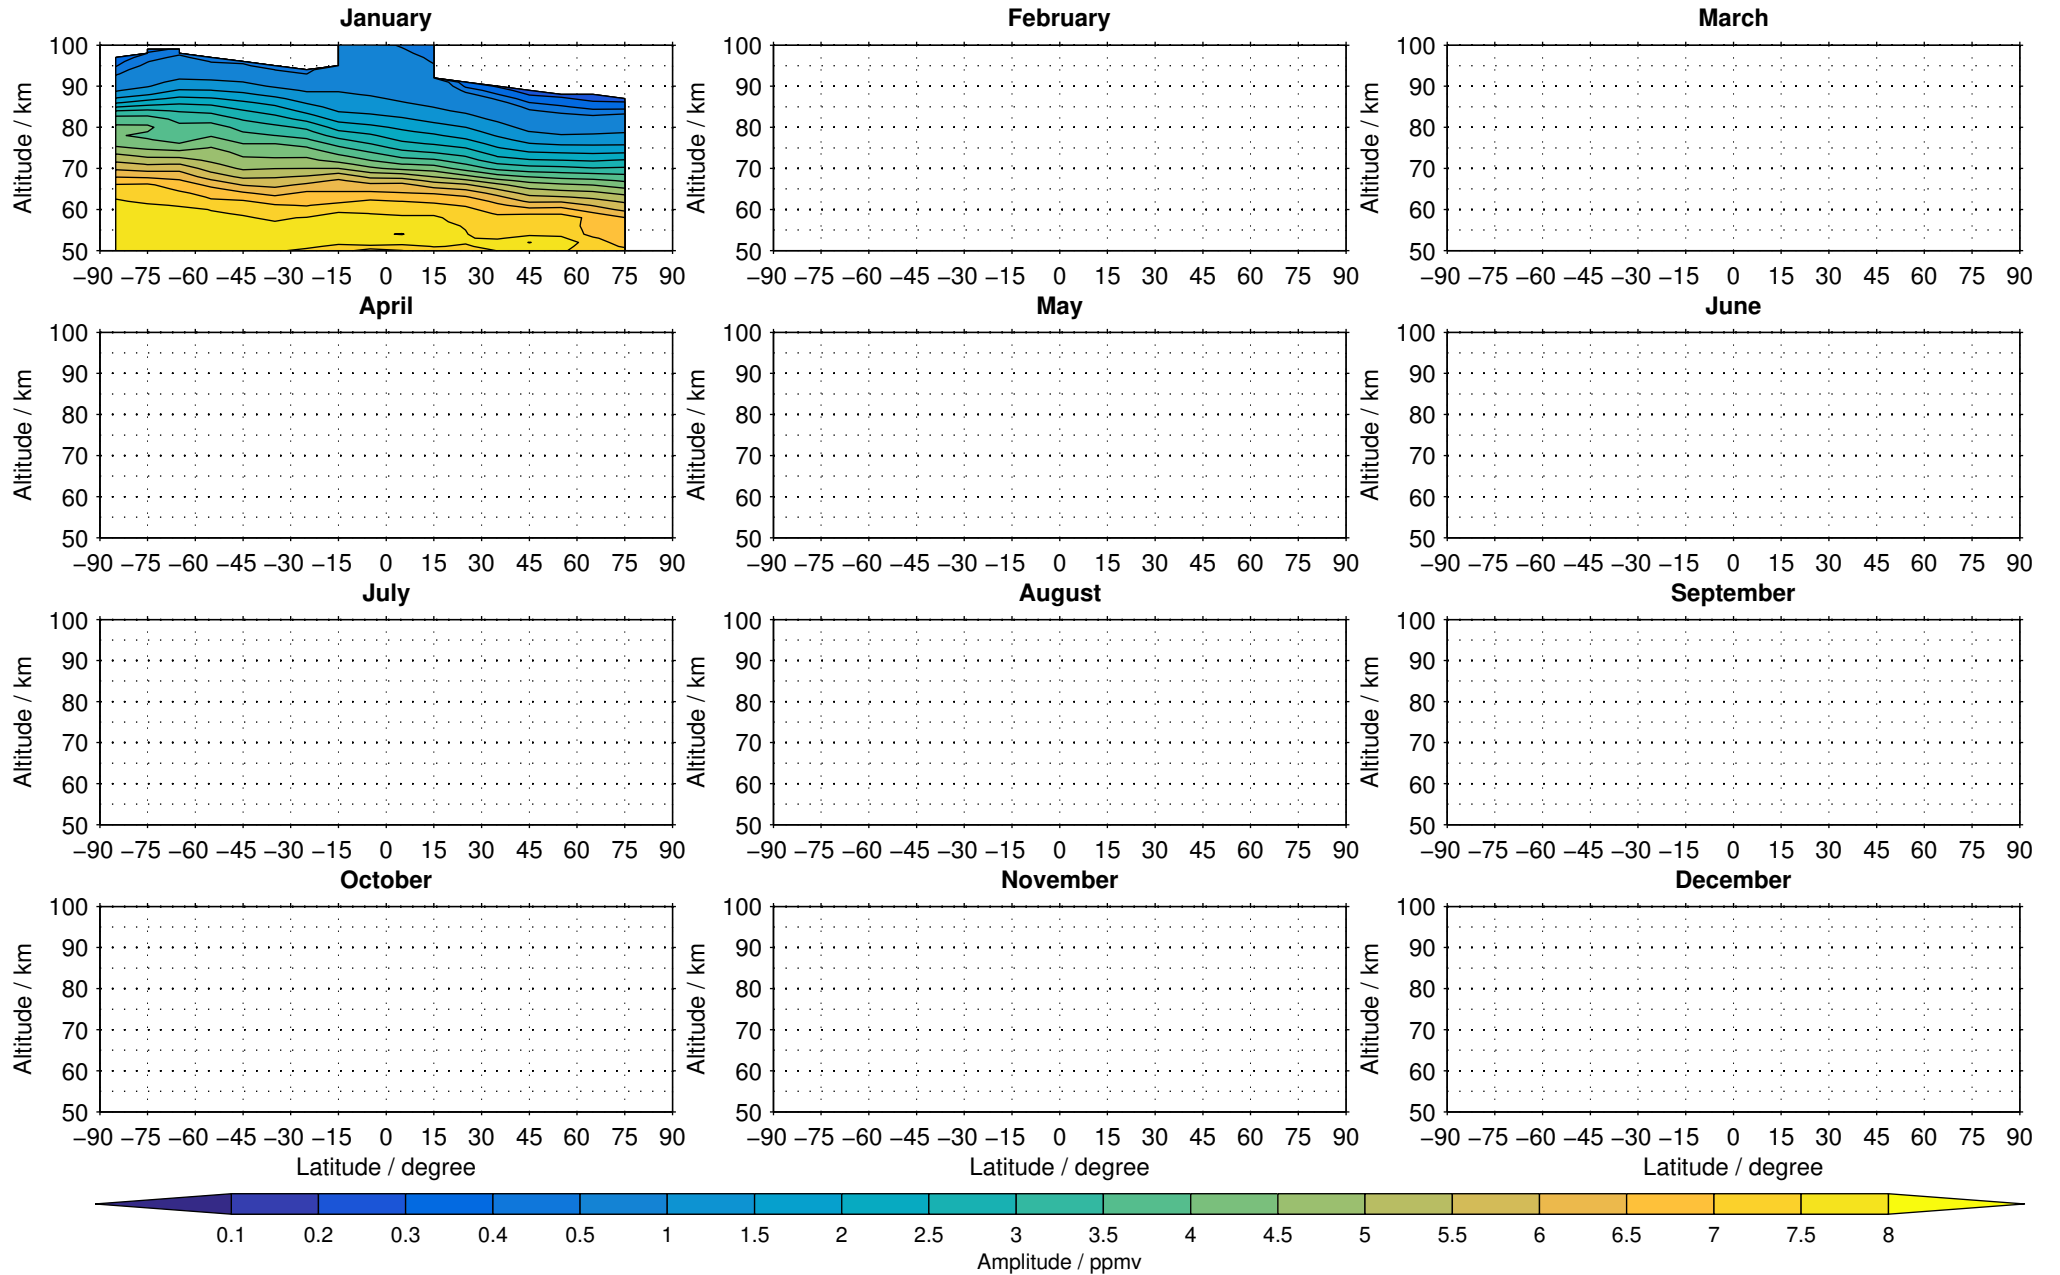 January February March
100 100 100
90 90 90
80 80 80
70 70 70
60 60 60
50 50 50
Altitude / km Altitude / km Altitude / km
−90 −75 −60 −45 −30 −15 0 15 30 45 60 75 90 −90 −75 −60 −45 −30 −15 0 15 30 45 60 75 90 −90 −75 −60 −45 −30 −15 0 15 30 45 60 75 90
April May June
100 100 100
90 90 90
80 80 80
70 70 70
60 60 60
50 50 50
Altitude / km Altitude / km Altitude / km
−90 −75 −60 −45 −30 −15 0 15 30 45 60 75 90 −90 −75 −60 −45 −30 −15 0 15 30 45 60 75 90 −90 −75 −60 −45 −30 −15 0 15 30 45 60 75 90
July August September
100 100 100
90 90 90
80 80 80
70 70 70
60 60 60
50 50 50
Altitude / km Altitude / km Altitude / km
−90 −75 −60 −45 −30 −15 0 15 30 45 60 75 90 −90 −75 −60 −45 −30 −15 0 15 30 45 60 75 90 −90 −75 −60 −45 −30 −15 0 15 30 45 60 75 90
October November December
100 100 100
90 90 90
80 80 80
70 70 70
60 60 60
50 50 50
Altitude / km Altitude / km Altitude / km
−90 −75 −60 −45 −30 −15 0 15 30 45 60 75 90 −90 −75 −60 −45 −30 −15 0 15 30 45 60 75 90 −90 −75 −60 −45 −30 −15 0 15 30 45 60 75 90
Latitude / degree Latitude / degree Latitude / degree
0.1 0.2 0.3 0.4 0.5 1 1.5 2 2.5 3 3.5 4 4.5 5 5.5 6 6.5 7 7.5 8
Amplitude / ppmv